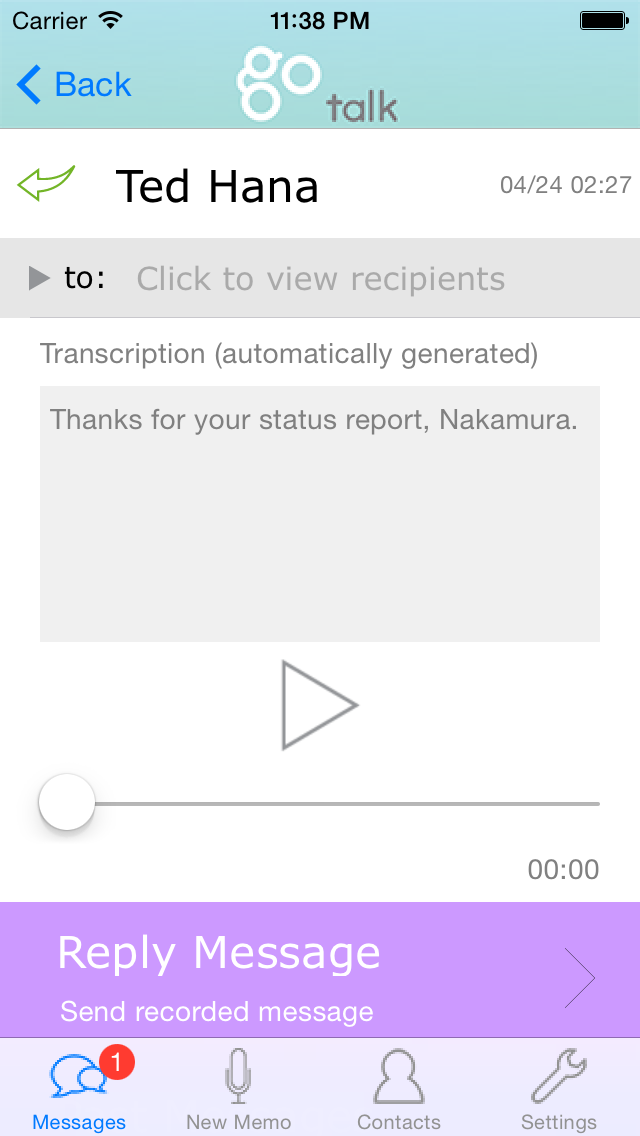 Carrier 11:38 PM
Back go talk
Ted Hana 04/24 02:27
to: Click to view recipients
Transcription (automatically generated)
Thanks for your status report, Nakamura.
00:00
Reply Message
Send recorded message
1
Messages New Memo Contacts Settings